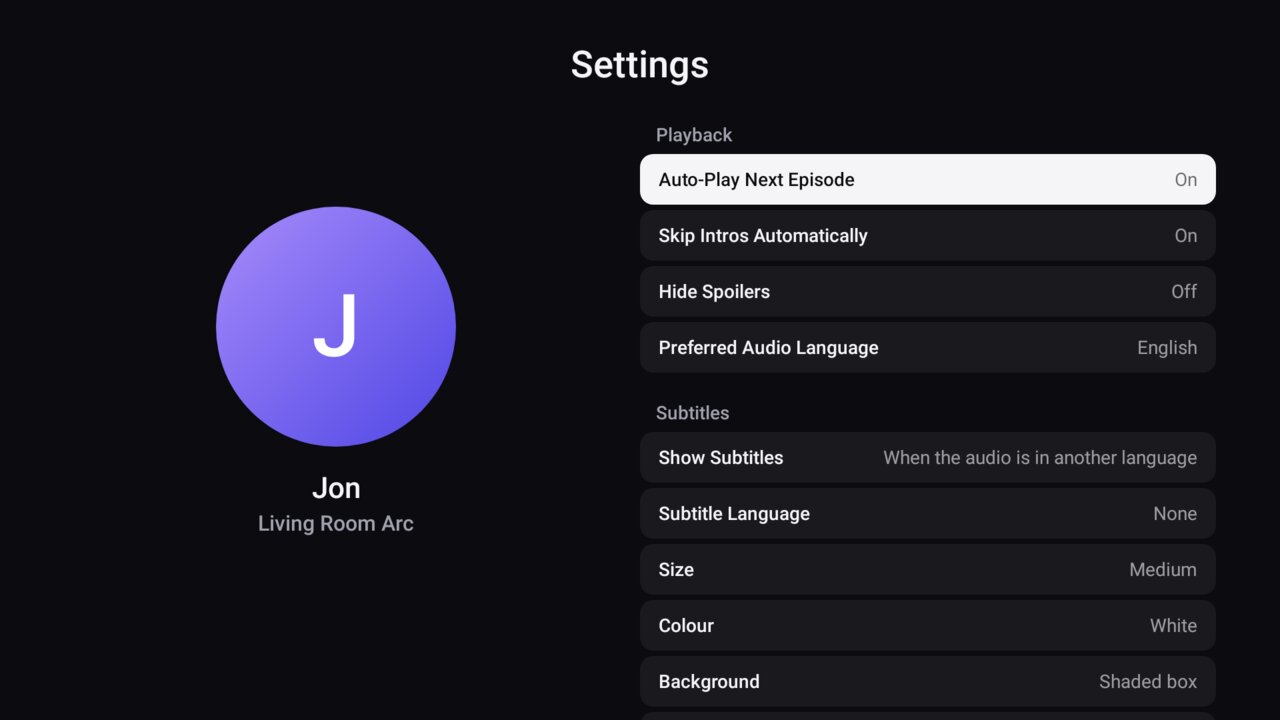 Settings
J
Jon
Living Room Arc
Playback
Auto-Play Next Episode On
Skip Intros Automatically On
Hide Spoilers Off
Preferred Audio Language English
Subtitles
Show Subtitles When the audio is in another language
Subtitle Language None
Size Medium
Colour White
Background Shaded box